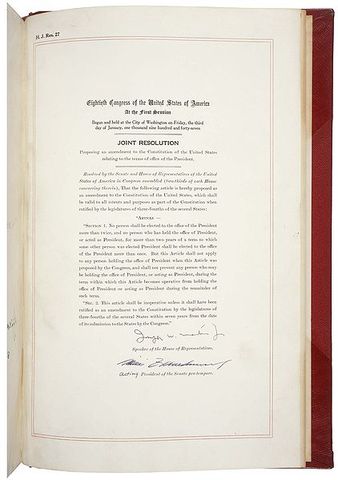 H. J. Res. 27
Eightieth Congress of the United States of America
At the First Session
Begun and held at the City of Washington on Friday, the third
day of January, one thousand nine hundred and forty-seven
JOINT RESOLUTION
Proposing an amendment to the Constitution of the United States
relating to the terms of office of the President.
Resolved by the Senate and House of Representatives of the
United States of America in Congress assembled (two-thirds of each House
concurring therein), That the following article is hereby proposed as
an amendment to the Constitution of the United States, which shall
be valid to all intents and purposes as part of the Constitution when
ratified by the legislatures of three-fourths of the several States:
"Article —
"Section 1. No person shall be elected to the office of the President
more than twice, and no person who has held the office of President,
or acted as President, for more than two years of a term to which
some other person was elected President shall be elected to the office
of the President more than once. But this Article shall not apply
to any person holding the office of President when this Article was
proposed by the Congress, and shall not prevent any person who may
be holding the office of President, or acting as President, during the
term within which this Article becomes operative from holding the
office of President or acting as President during the remainder of
such term.
"Sec. 2. This article shall be inoperative unless it shall have been
ratified as an amendment to the Constitution by the legislatures of
three-fourths of the several States within seven years from the date
of its submission to the States by the Congress."
Speaker of the House of Representatives.
Acting President of the Senate pro tempore.